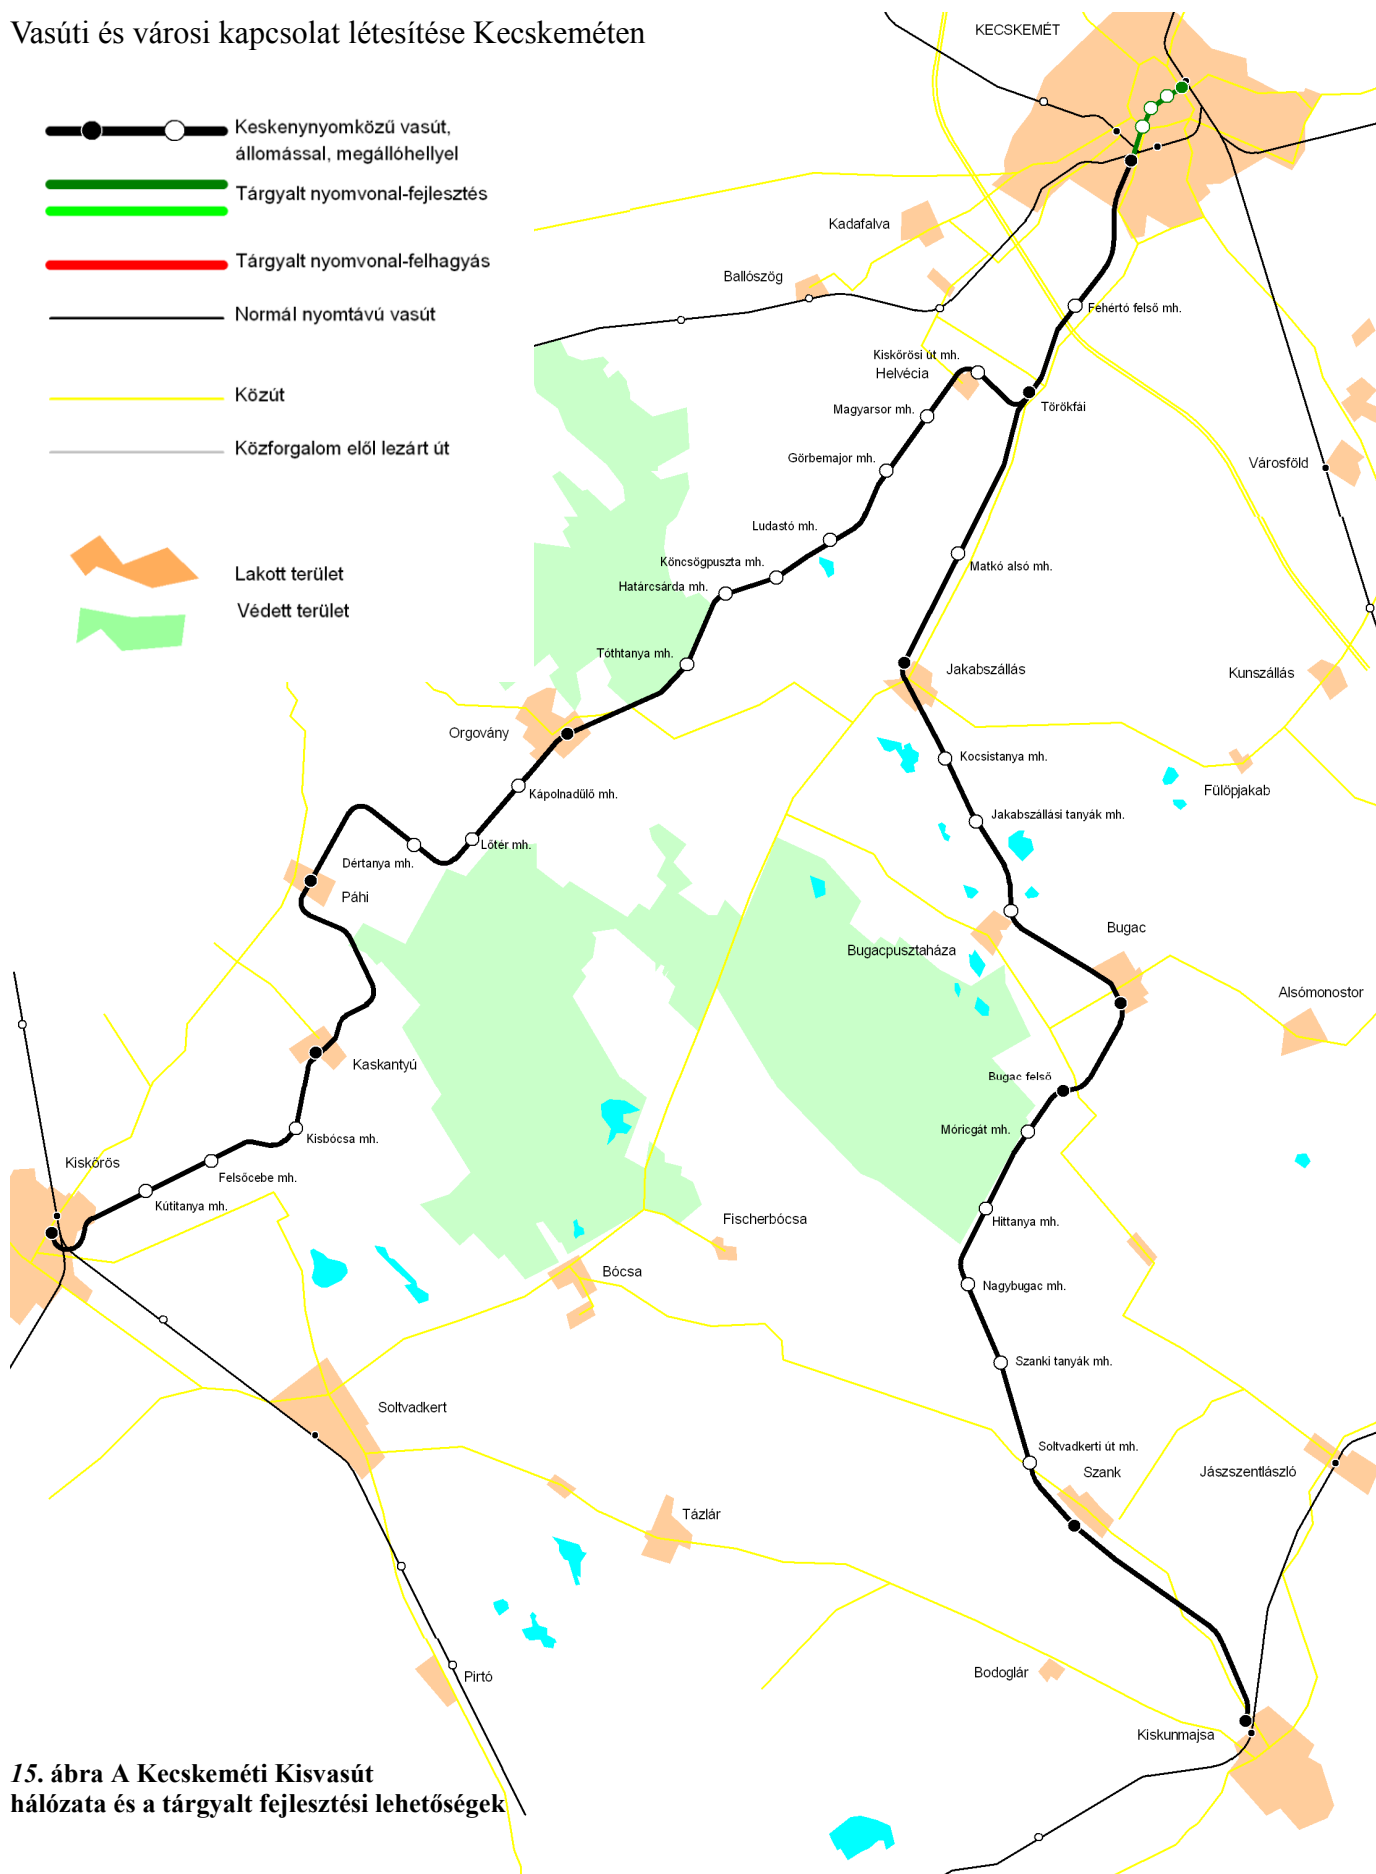 Vasúti és városi kapcsolat létesítése Kecskeméten
KECSKEMÉT
Keskenynyomközű vasút,
állomással, megállóhellyel
Tárgyalt nyomvonal-fejlesztés
Tárgyalt nyomvonal-felhagyás
Normál nyomtávú vasút
Közút
Közforgalom elől lezárt út
Lakott terület
Védett terület
Kadafalva
Ballószög
Fehértó felső mh.
Kiskőrösi út mh.
Helvécia
Törökfái
Magyarsor mh.
Görbemajor mh.
Városföld
Ludastó mh.
Köncsögpuszta mh.
Matkó alsó mh.
Határcsárda mh.
Tóthtanya mh.
Jakabszállás
Kunszállás
Orgovány
Kocsistanya mh.
Kápolnadűlő mh.
Fülöpjakab
Jakabszállási tanyák mh.
Lőtér mh.
Dértanya mh.
Páhi
Bugac
Bugacpusztaháza
Alsómonostor
Kaskantyú
Bugac felső
Móricgát mh.
Kisbócsa mh.
Kiskőrös
Felsőcebe mh.
Kútitanya mh.
Fischerbócsa
Hittanya mh.
Bócsa
Nagybugac mh.
Szanki tanyák mh.
Soltvadkert
Soltvadkerti út mh.
Szank
Jászszentlászló
Tázlár
Bodoglár
Pirtó
Kiskunmajsa
15. ábra A Kecskeméti Kisvasút
hálózata és a tárgyalt fejlesztési lehetőségek